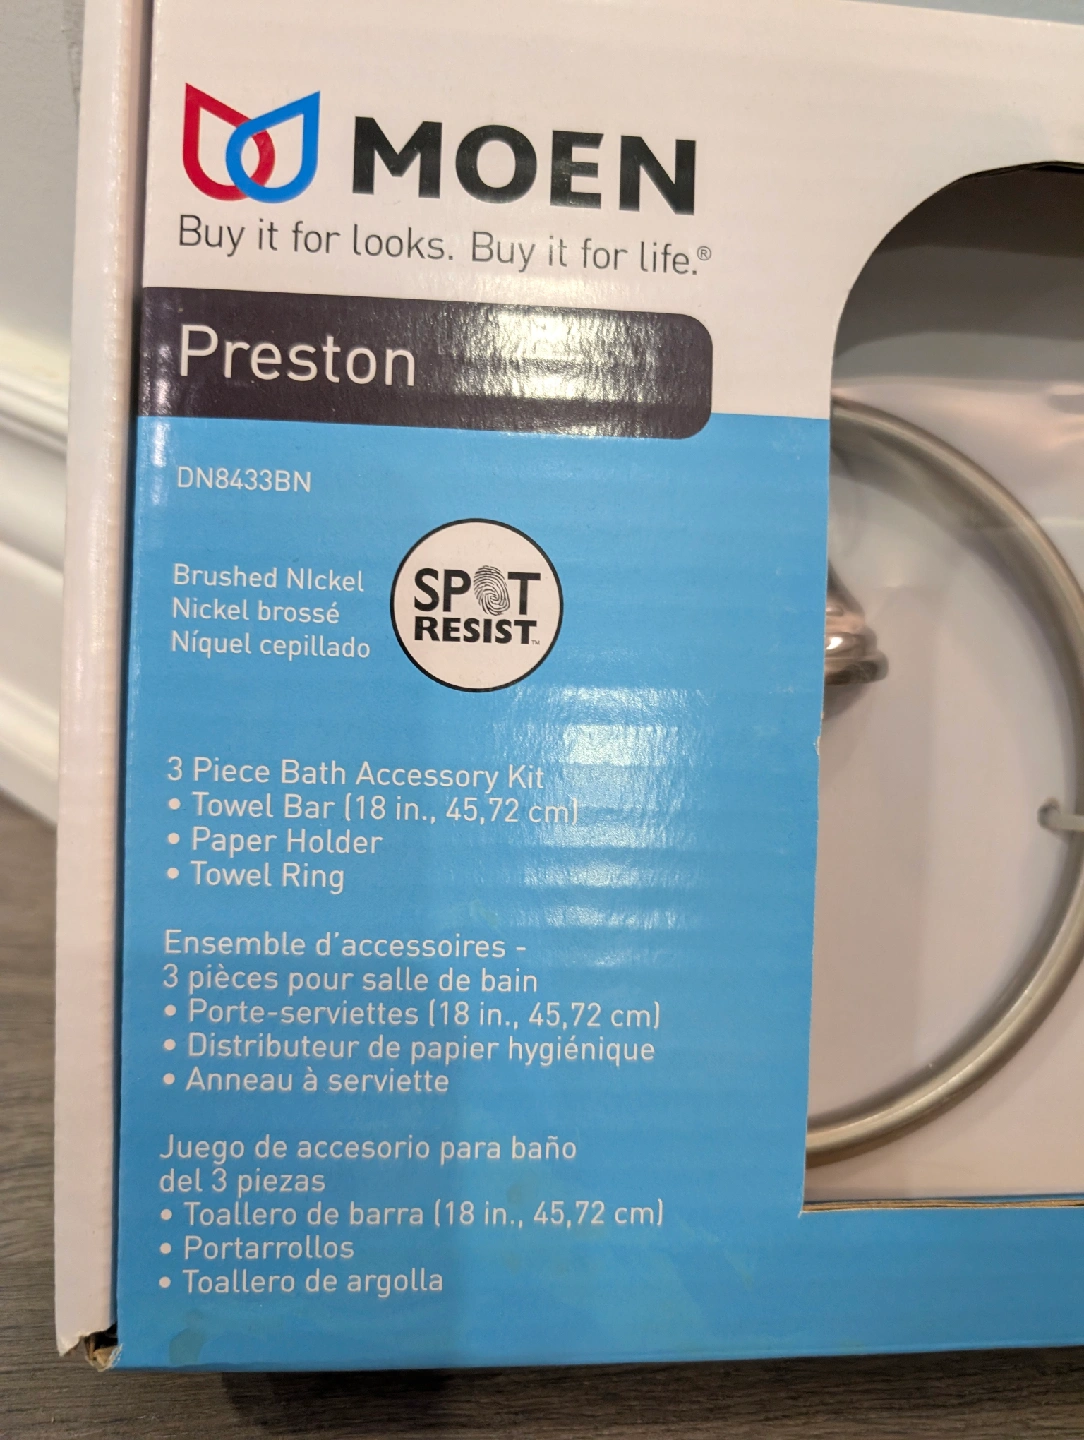 MOEN
Buy it for looks. Buy it for life.®
Preston
DN8433BN
Brushed NIckel
Nickel brossé
Níquel cepillado
SPOT
RESIST™
3 Piece Bath Accessory Kit
• Towel Bar (18 in., 45,72 cm)
• Paper Holder
• Towel Ring
Ensemble d'accessoires -
3 pièces pour salle de bain
• Porte-serviettes (18 in., 45,72 cm)
• Distributeur de papier hygiénique
• Anneau à serviette
Juego de accesorio para baño
del 3 piezas
• Toallero de barra (18 in., 45,72 cm)
• Portarrollos
• Toallero de argolla